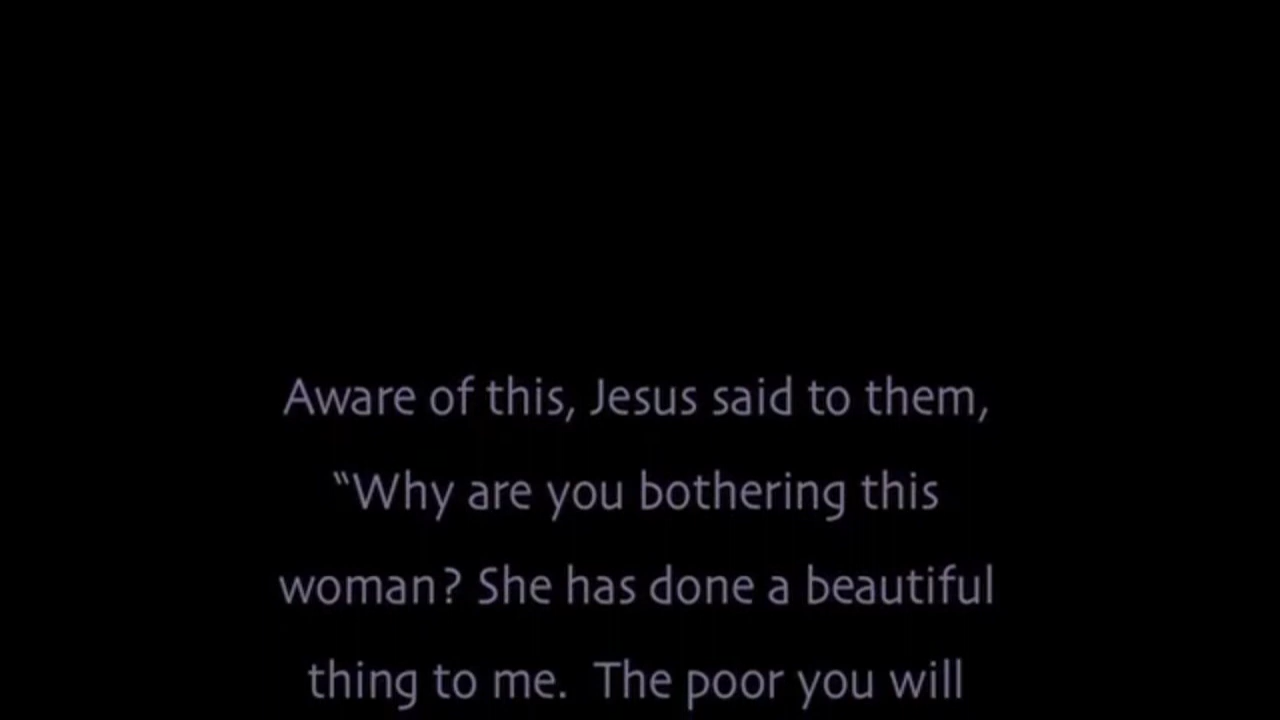 Aware of this, Jesus said to them,
“Why are you bothering this
woman? She has done a beautiful
thing to me.  The poor you will